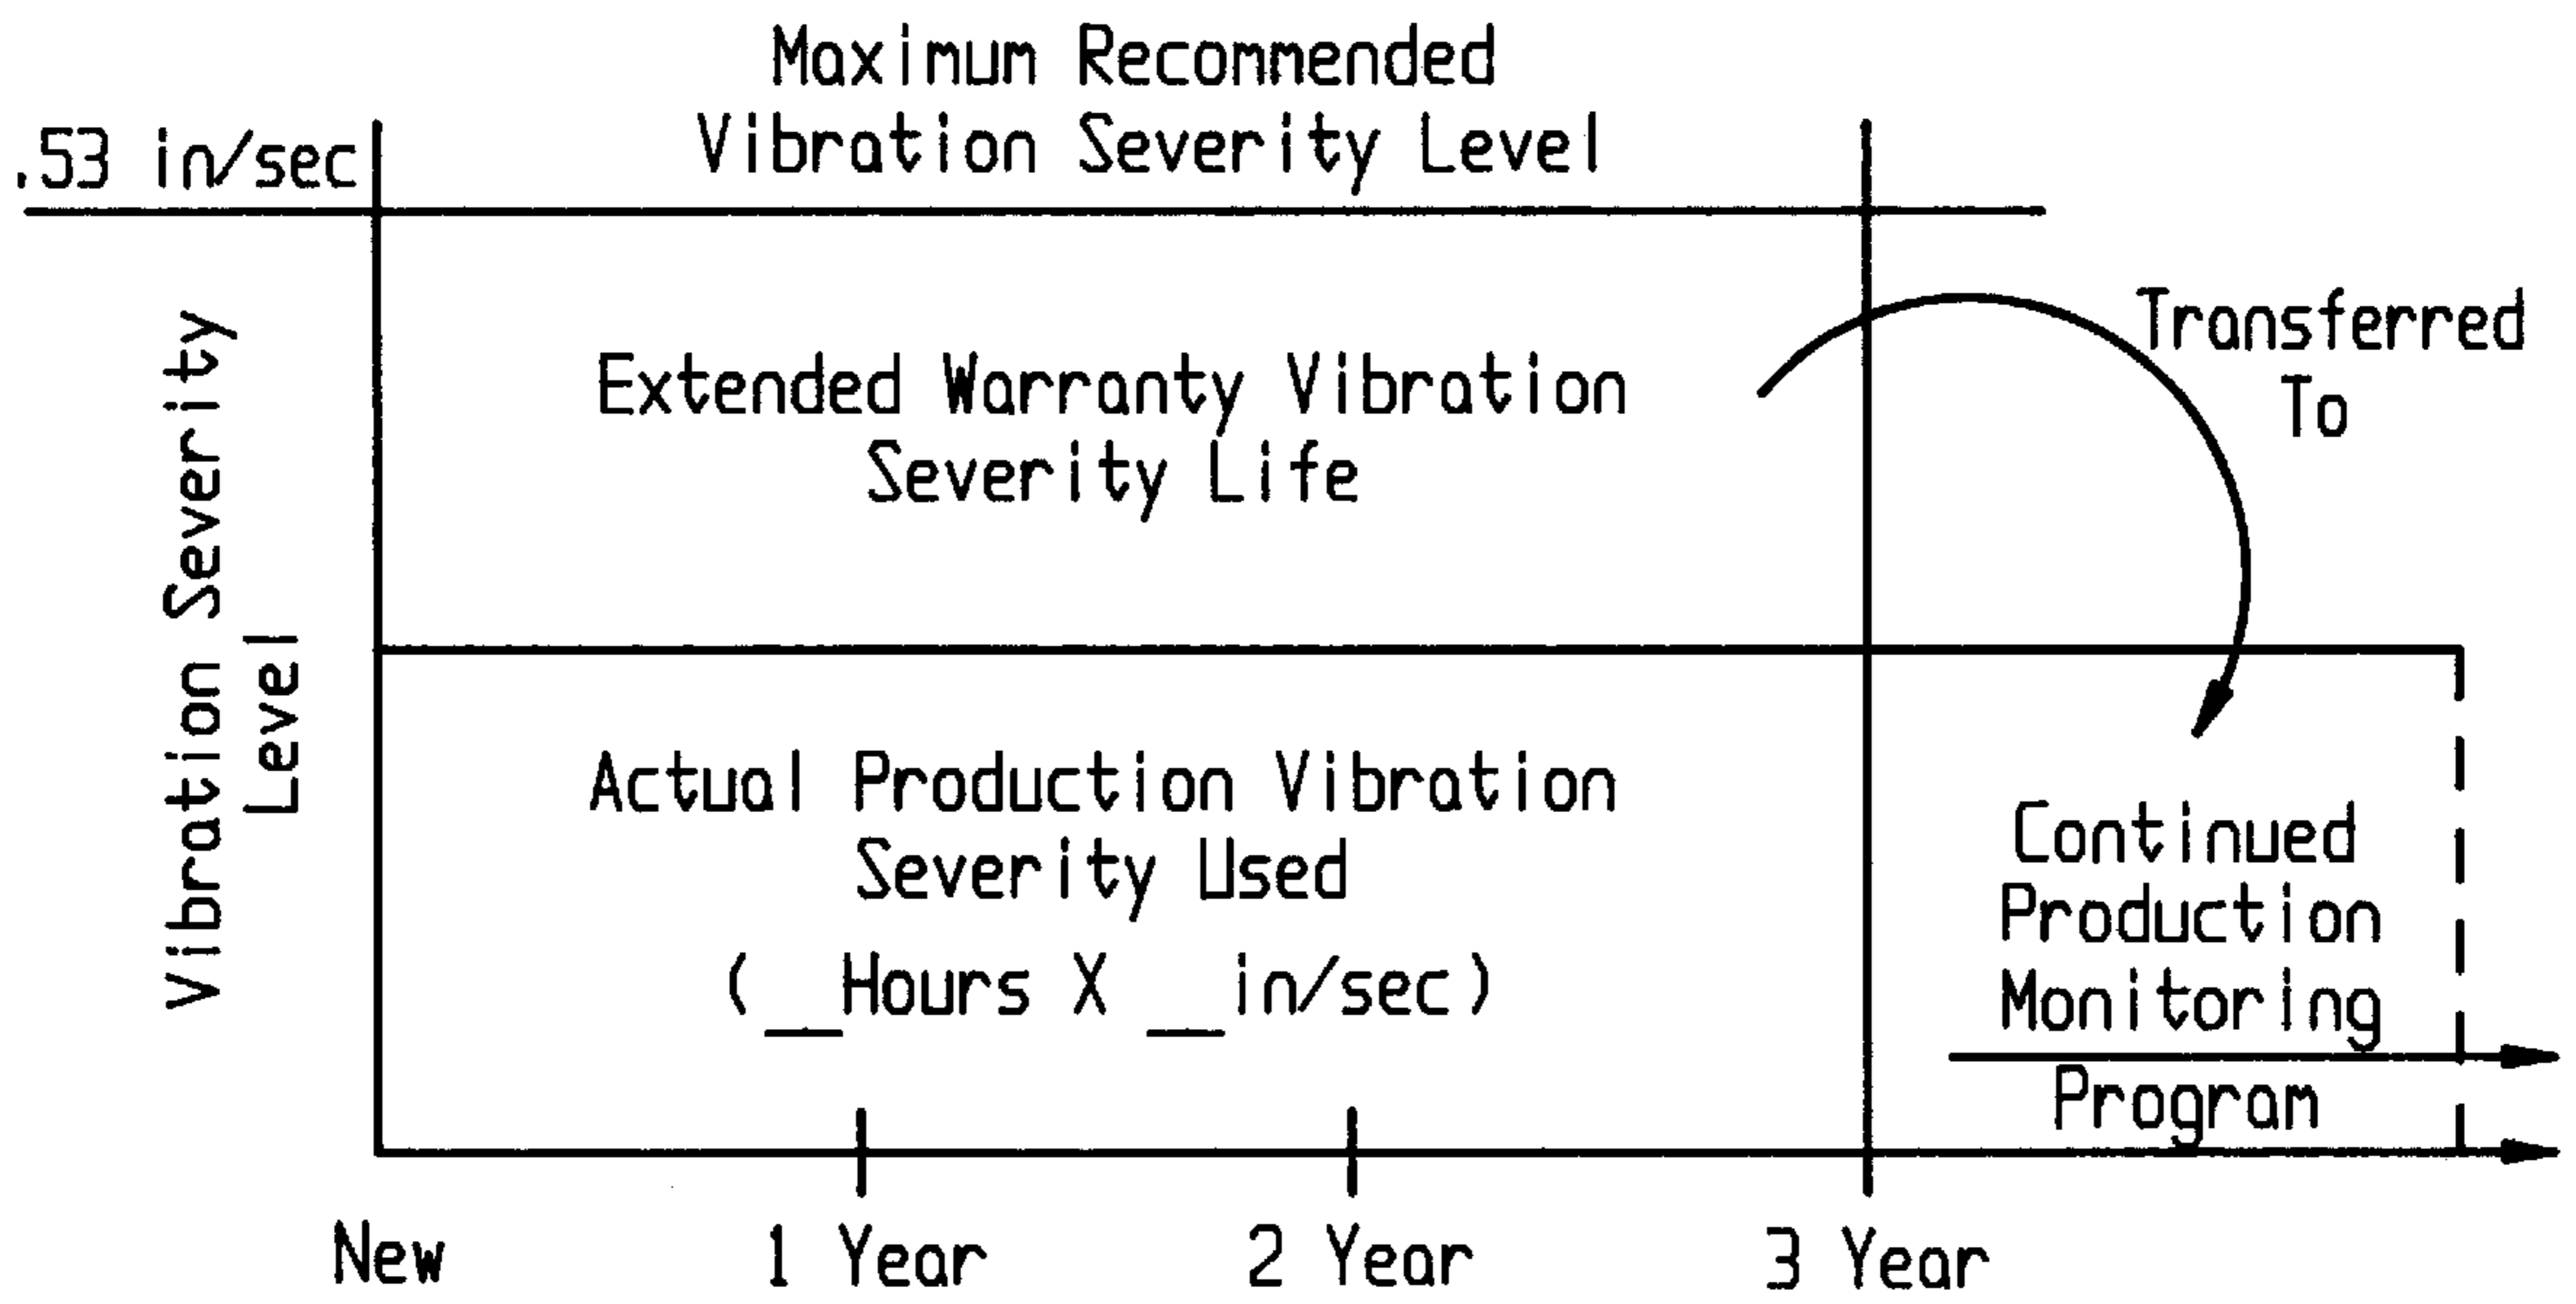 Maximum Recommended
Vibration Severity Level
.53 in/sec
Vibration Severity
Level
Extended Warranty Vibration
Severity Life
Transferred
To
Actual Production Vibration
Severity Used
(__Hours X __in/sec)
Continued
Production
Monitoring
Program
New
1 Year
2 Year
3 Year